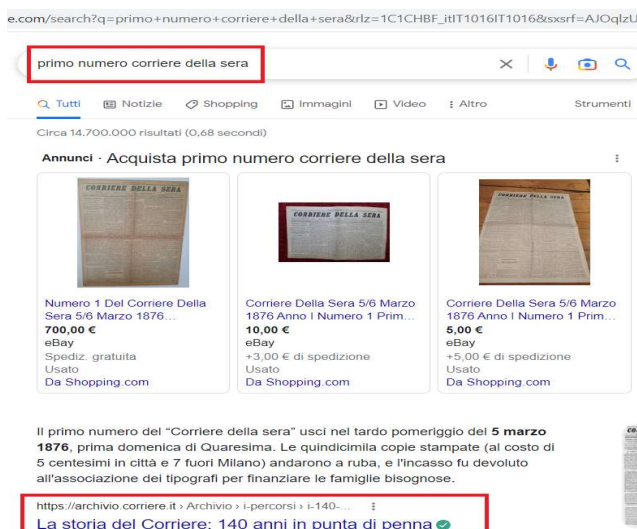 e.com/search?q=primo+numero+corriere+della+sera&rlz=1C1CHBF_itIT1016IT1016&sxsrf=AJOqlzU
primo numero corriere della sera
Tutti Notizie Shopping Immagini Video Altro Strumenti
Circa 14.700.000 risultati (0,68 secondi)
Annunci · Acquista primo numero corriere della sera
CORRIERE DELLA SERA
CORRIERE DELLA SERA
CORRIERE DELLA SERA
Numero 1 Del Corriere Della
Sera 5/6 Marzo 1876...
700,00 €
eBay
Spediz. gratuita
Usato
Da Shopping.com
Corriere Della Sera 5/6 Marzo
1876 Anno I Numero 1 Prim...
10,00 €
eBay
+3,00 € di spedizione
Usato
Da Shopping.com
Corriere Della Sera 5/6 Marzo
1876 Anno I Numero 1 Prim...
5,00 €
eBay
+5,00 € di spedizione
Usato
Da Shopping.com
Il primo numero del “Corriere della sera” uscì nel tardo pomeriggio del 5 marzo
1876, prima domenica di Quaresima. Le quindicimila copie stampate (al costo di
5 centesimi in città e 7 fuori Milano) andarono a ruba, e l'incasso fu devoluto
all'associazione dei tipografi per finanziare le famiglie bisognose.
https://archivio.corriere.it › Archivio › i-percorsi › i-140-...
La storia del Corriere: 140 anni in punta di penna